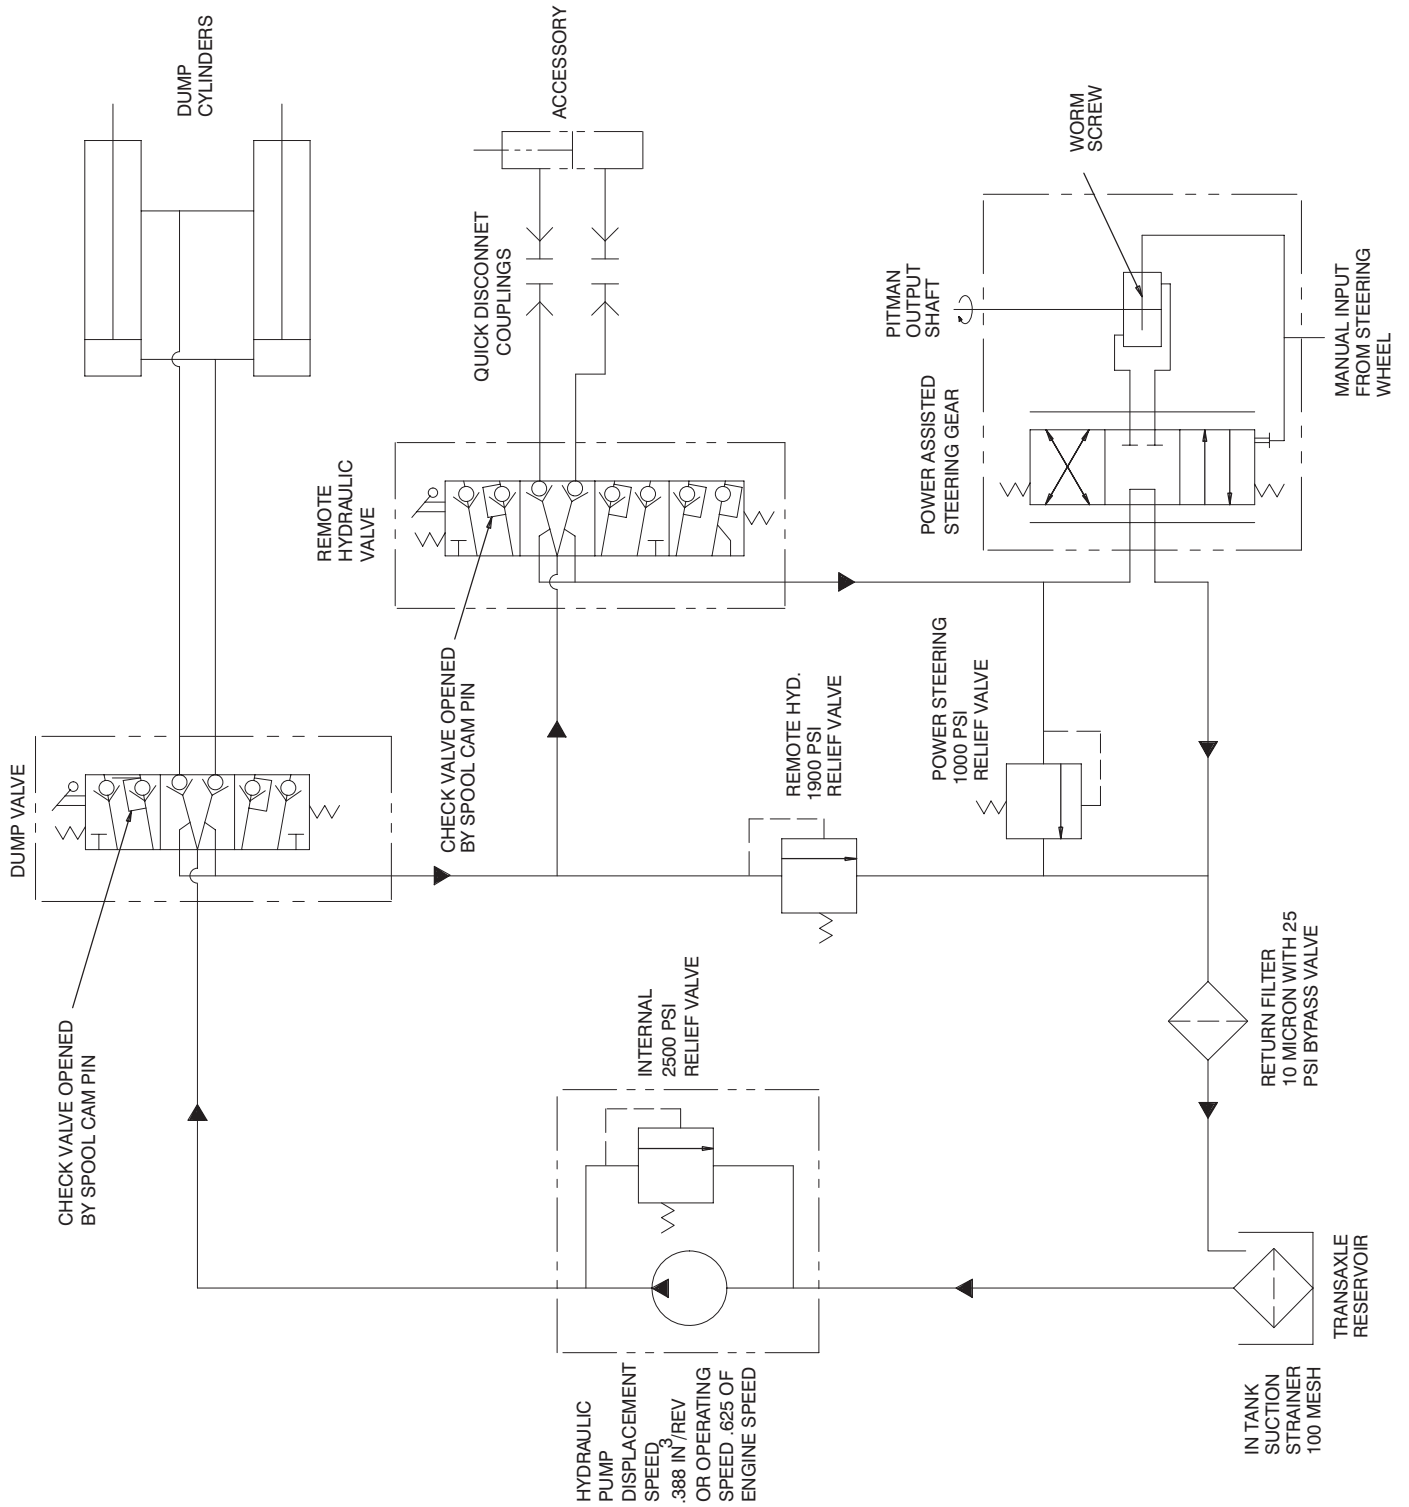 DUMP
CYLINDERS
ACCESSORY
QUICK DISCONNET
COUPLINGS
REMOTE
HYDRAULIC
VALVE
DUMP VALVE
CHECK VALVE OPENED
BY SPOOL CAM PIN
CHECK VALVE OPENED
BY SPOOL CAM PIN
WORM
SCREW
PITMAN
OUTPUT
SHAFT
POWER ASSISTED
STEERING GEAR
MANUAL INPUT
FROM STEERING
WHEEL
REMOTE HYD.
1900 PSI
RELIEF VALVE
POWER STEERING
1000 PSI
RELIEF VALVE
INTERNAL
2500 PSI
RELIEF VALVE
RETURN FILTER
10 MICRON WITH 25
PSI BYPASS VALVE
HYDRAULIC
PUMP
DISPLACEMENT
SPEED
.388 IN³/REV
OR OPERATING
SPEED .625 OF
ENGINE SPEED
TRANSAXLE
RESERVOIR
IN TANK
SUCTION
STRAINER
100 MESH